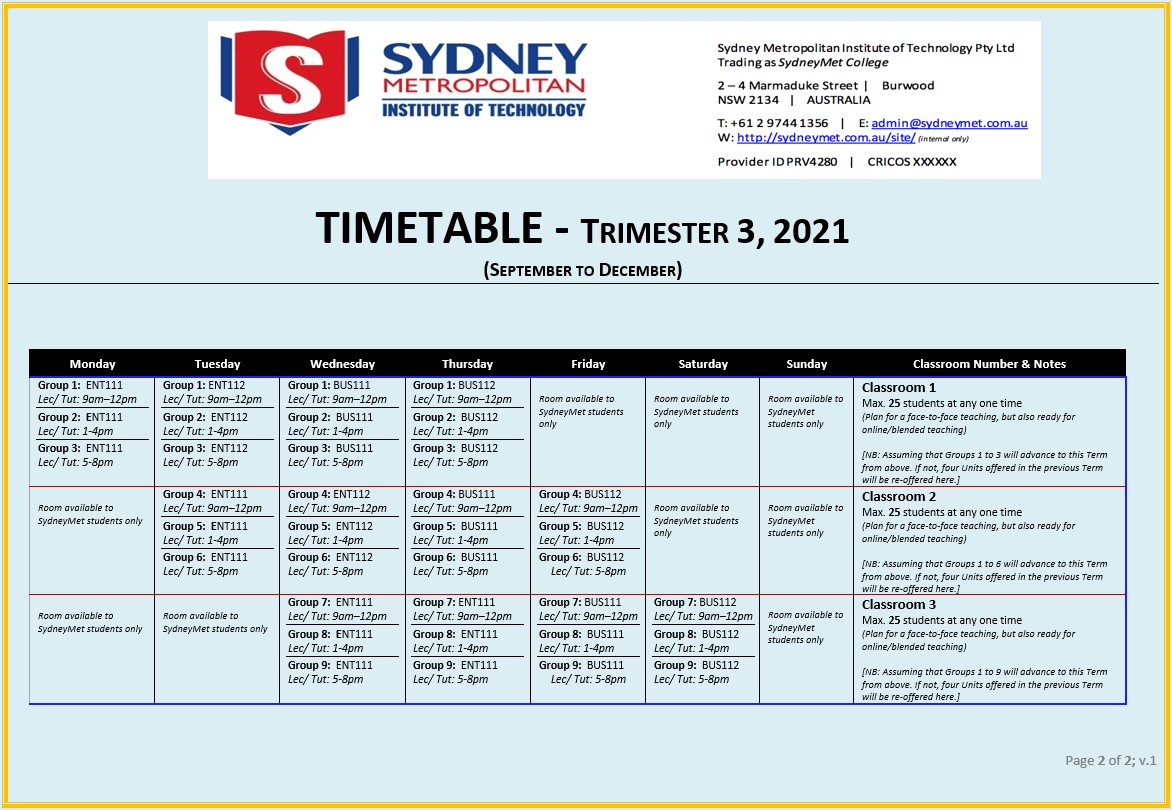 S
SYDNEY
METROPOLITAN
INSTITUTE OF TECHNOLOGY
Sydney Metropolitan Institute of Technology Pty Ltd
Trading as SydneyMet College
2 – 4 Marmaduke Street | Burwood
NSW 2134 | AUSTRALIA
T: +61 2 9744 1356 | E: admin@sydneymet.com.au
W: http://sydneymet.com.au/site/ (internal only)
Provider ID PRV4280 | CRICOS XXXXXX
TIMETABLE - TRIMESTER 3, 2021
(SEPTEMBER TO DECEMBER)
Monday Tuesday Wednesday Thursday Friday Saturday Sunday Classroom Number & Notes
Group 1: ENT111
Lec/ Tut: 9am–12pm
Group 2: ENT111
Lec/ Tut: 1-4pm
Group 3: ENT111
Lec/ Tut: 5-8pm
Group 1: ENT112
Lec/ Tut: 9am–12pm
Group 2: ENT112
Lec/ Tut: 1-4pm
Group 3: ENT112
Lec/ Tut: 5-8pm
Group 1: BUS111
Lec/ Tut: 9am–12pm
Group 2: BUS111
Lec/ Tut: 1-4pm
Group 3: BUS111
Lec/ Tut: 5-8pm
Group 1: BUS112
Lec/ Tut: 9am–12pm
Group 2: BUS112
Lec/ Tut: 1-4pm
Group 3: BUS112
Lec/ Tut: 5-8pm
Room available to
SydneyMet students
only
Room available to
SydneyMet students
only
Room available to
SydneyMet
students only
Classroom 1
Max. 25 students at any one time
(Plan for a face-to-face teaching, but also ready for
online/blended teaching)
[NB: Assuming that Groups 1 to 3 will advance to this Term
from above. If not, four Units offered in the previous Term
will be re-offered here.]
Room available to
SydneyMet students only
Group 4: ENT111
Lec/ Tut: 9am–12pm
Group 5: ENT111
Lec/ Tut: 1-4pm
Group 6: ENT111
Lec/ Tut: 5-8pm
Group 4: ENT112
Lec/ Tut: 9am–12pm
Group 5: ENT112
Lec/ Tut: 1-4pm
Group 6: ENT112
Lec/ Tut: 5-8pm
Group 4: BUS111
Lec/ Tut: 9am–12pm
Group 5: BUS111
Lec/ Tut: 1-4pm
Group 6: BUS111
Lec/ Tut: 5-8pm
Group 4: BUS112
Lec/ Tut: 9am–12pm
Group 5: BUS112
Lec/ Tut: 1-4pm
Group 6: BUS112
Lec/ Tut: 5-8pm
Room available to
SydneyMet students
only
Room available to
SydneyMet
students only
Classroom 2
Max. 25 students at any one time
(Plan for a face-to-face teaching, but also ready for
online/blended teaching)
[NB: Assuming that Groups 1 to 6 will advance to this Term
from above. If not, four Units offered in the previous Term
will be re-offered here.]
Room available to
SydneyMet students only
Room available to
SydneyMet students only
Group 7: ENT111
Lec/ Tut: 9am–12pm
Group 8: ENT111
Lec/ Tut: 1-4pm
Group 9: ENT111
Lec/ Tut: 5-8pm
Group 7: ENT111
Lec/ Tut: 9am–12pm
Group 8: ENT111
Lec/ Tut: 1-4pm
Group 9: ENT111
Lec/ Tut: 5-8pm
Group 7: BUS111
Lec/ Tut: 9am–12pm
Group 8: BUS111
Lec/ Tut: 1-4pm
Group 9: BUS111
Lec/ Tut: 5-8pm
Group 7: BUS112
Lec/ Tut: 9am–12pm
Group 8: BUS112
Lec/ Tut: 1-4pm
Group 9: BUS112
Lec/ Tut: 5-8pm
Room available to
SydneyMet
students only
Classroom 3
Max. 25 students at any one time
(Plan for a face-to-face teaching, but also ready for
online/blended teaching)
[NB: Assuming that Groups 1 to 9 will advance to this Term
from above. If not, four Units offered in the previous Term
will be re-offered here.]
Page 2 of 2; v.1